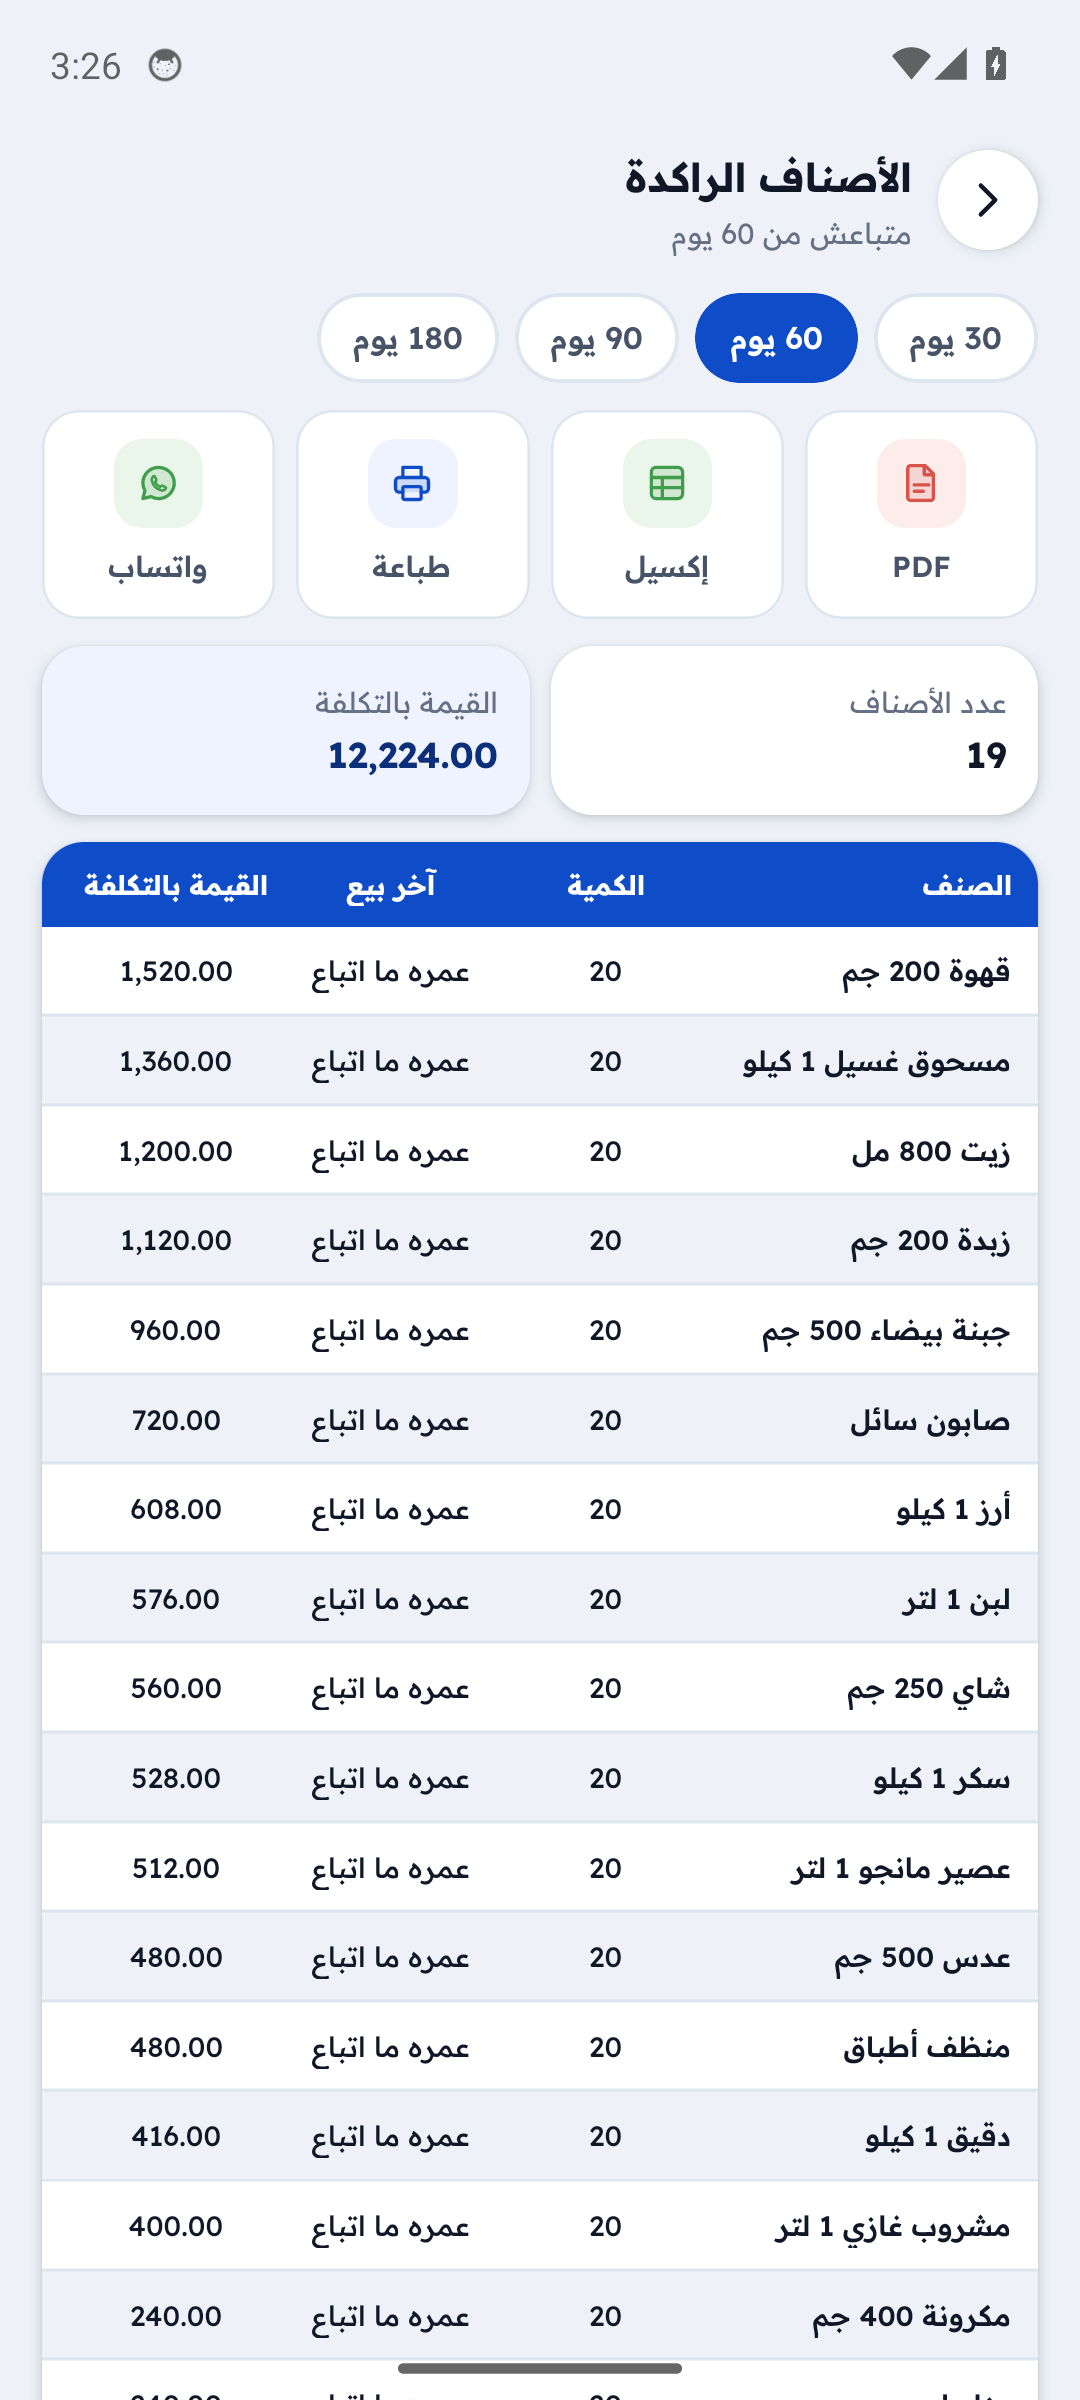 3:26
الأصناف الراكدة
متباعش من 60 يوم
30 يوم 60 يوم 90 يوم 180 يوم
PDF إكسيل طباعة واتساب
عدد الأصناف القيمة بالتكلفة
19 12,224.00
الصنف الكمية آخر بيع القيمة بالتكلفة
قهوة 200 جم 20 عمره ما اتباع 1,520.00
مسحوق غسيل 1 كيلو 20 عمره ما اتباع 1,360.00
زيت 800 مل 20 عمره ما اتباع 1,200.00
زبدة 200 جم 20 عمره ما اتباع 1,120.00
جبنة بيضاء 500 جم 20 عمره ما اتباع 960.00
صابون سائل 20 عمره ما اتباع 720.00
أرز 1 كيلو 20 عمره ما اتباع 608.00
لبن 1 لتر 20 عمره ما اتباع 576.00
شاي 250 جم 20 عمره ما اتباع 560.00
سكر 1 كيلو 20 عمره ما اتباع 528.00
عصير مانجو 1 لتر 20 عمره ما اتباع 512.00
عدس 500 جم 20 عمره ما اتباع 480.00
منظف أطباق 20 عمره ما اتباع 480.00
دقيق 1 كيلو 20 عمره ما اتباع 416.00
مشروب غازي 1 لتر 20 عمره ما اتباع 400.00
مكرونة 400 جم 20 عمره ما اتباع 240.00